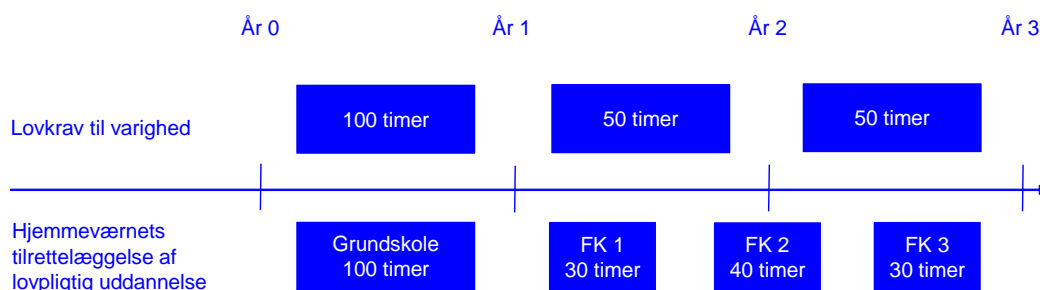 År 0
År 1
År 2
År 3
Lovkrav til varighed
100 timer
50 timer
50 timer
Hjemmeværnets
tilrettelæggelse af
lovpligtig uddannelse
Grundskole
100 timer
FK 1
30 timer
FK 2
40 timer
FK 3
30 timer